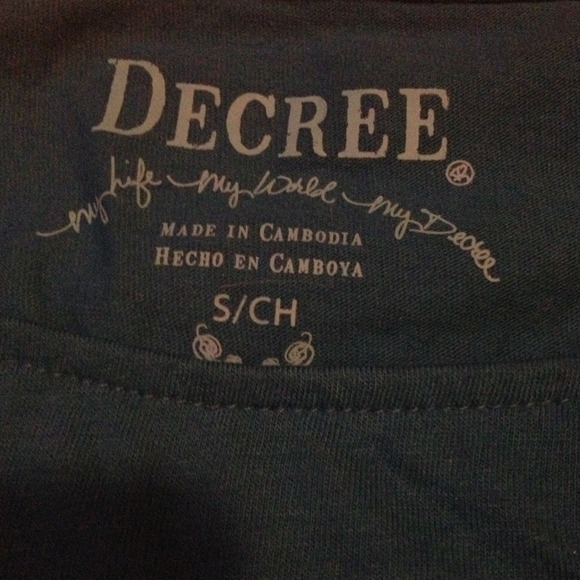 DECREE®
my Life my World my Decree
MADE IN CAMBODIA
HECHO EN CAMBOYA
S/CH